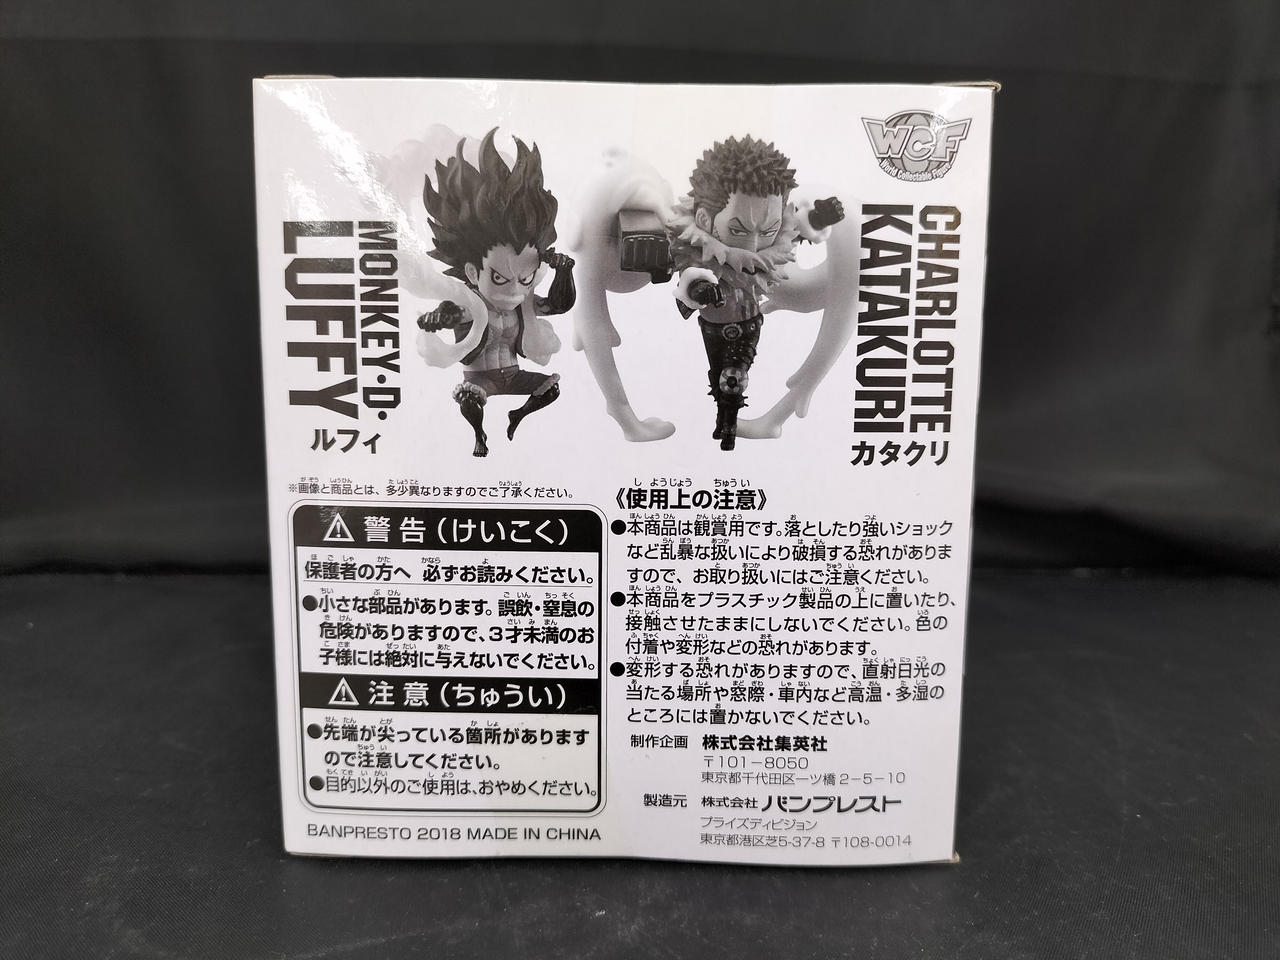 WCF
World Collectable Figure
MONKEY・D・
LUFFY
ルフィ
CHARLOTTE
KATAKURI
カタクリ
※画像と商品とは、多少異なりますのでご了承ください。
警告（けいこく）
保護者の方へ 必ずお読みください。
●小さな部品があります。誤飲・窒息の
危険がありますので、3才未満のお
子様には絶対に与えないでください。
注意（ちゅうい）
●先端が尖っている箇所があります
ので注意してください。
●目的以外のご使用は、おやめください。
BANPRESTO 2018 MADE IN CHINA
《使用上の注意》
●本商品は観賞用です。落としたり強いショック
など乱暴な扱いにより破損する恐れがありま
すので、お取り扱いにはご注意ください。
●本商品をプラスチック製品の上に置いたり、
接触させたままにしないでください。色の
付着や変形などの恐れがあります。
●変形する恐れがありますので、直射日光の
当たる場所や窓際・車内など高温・多湿の
ところには置かないでください。
制作企画 株式会社集英社
〒101-8050
東京都千代田区一ツ橋2-5-10
製造元 株式会社バンプレスト
プライズディビジョン
東京都港区芝5-37-8 〒108-0014